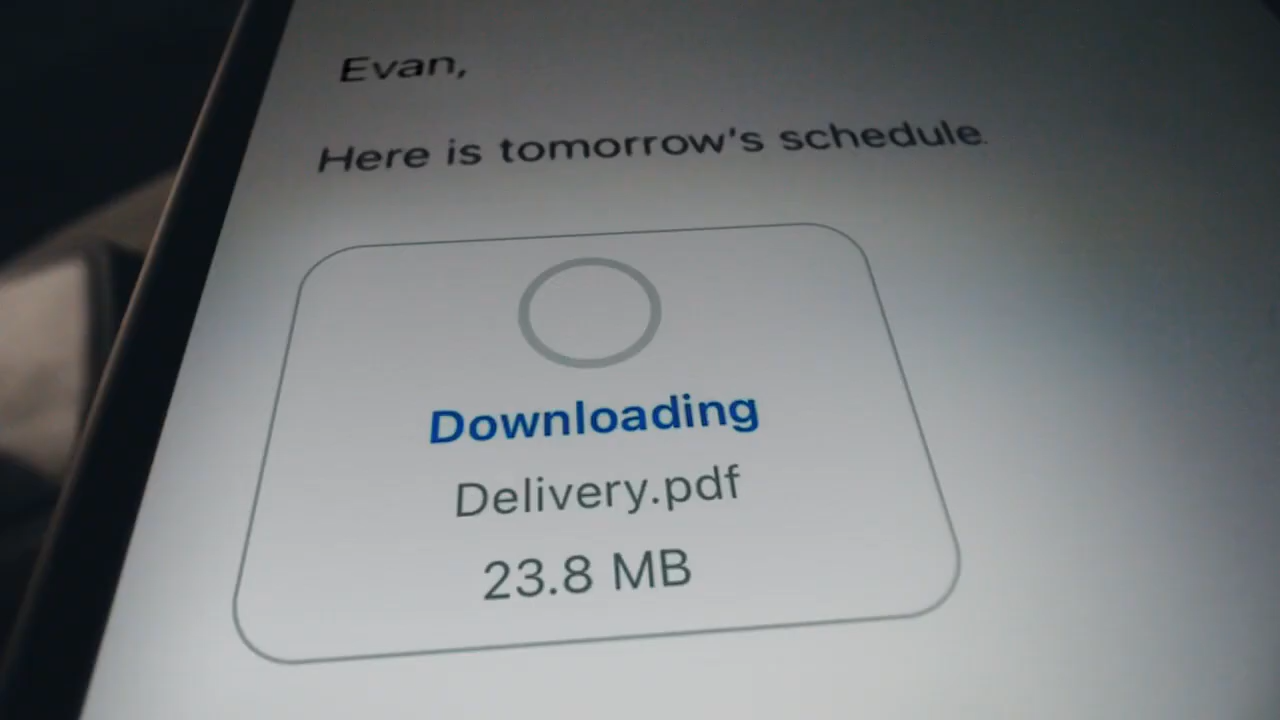 Evan,
Here is tomorrow's schedule.
Downloading
Delivery.pdf
23.8 MB